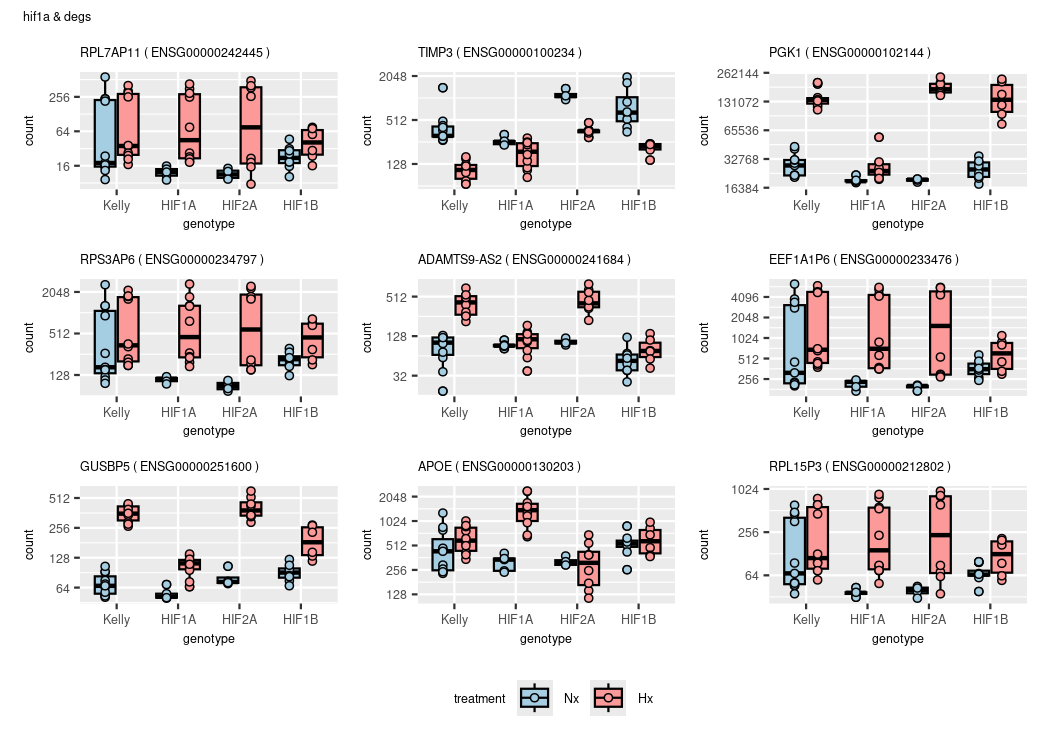 hif1a & degs
RPL7AP11 ( ENSG00000242445 )
TIMP3 ( ENSG00000100234 )
PGK1 ( ENSG00000102144 )
count
256
64
16
Kelly HIF1A HIF2A HIF1B
genotype
count
2048
512
128
Kelly HIF1A HIF2A HIF1B
genotype
count
262144
131072
65536
32768
16384
Kelly HIF1A HIF2A HIF1B
genotype
RPS3AP6 ( ENSG00000234797 )
ADAMTS9-AS2 ( ENSG00000241684 )
EEF1A1P6 ( ENSG00000233476 )
count
2048
512
128
Kelly HIF1A HIF2A HIF1B
genotype
count
512
128
32
Kelly HIF1A HIF2A HIF1B
genotype
count
4096
2048
1024
512
256
Kelly HIF1A HIF2A HIF1B
genotype
GUSBP5 ( ENSG00000251600 )
APOE ( ENSG00000130203 )
RPL15P3 ( ENSG00000212802 )
count
512
256
128
64
Kelly HIF1A HIF2A HIF1B
genotype
count
2048
1024
512
256
128
Kelly HIF1A HIF2A HIF1B
genotype
count
1024
256
64
Kelly HIF1A HIF2A HIF1B
genotype
treatment Nx Hx